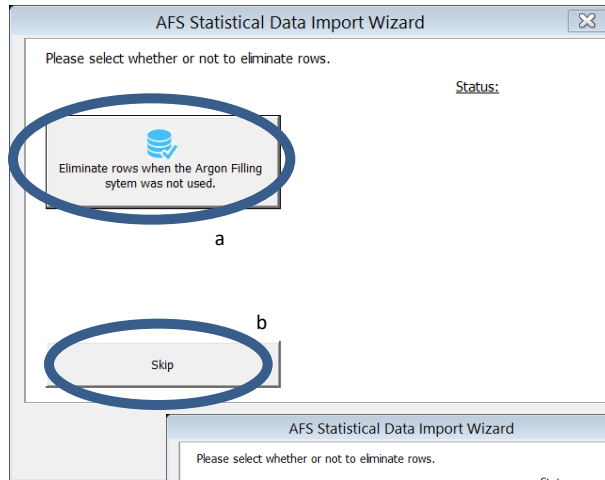 AFS Statistical Data Import Wizard
Please select whether or not to eliminate rows.
Status:
Eliminate rows when the Argon Filling
sytem was not used.
a
b
Skip
AFS Statistical Data Import Wizard
Please select whether or not to eliminate rows.